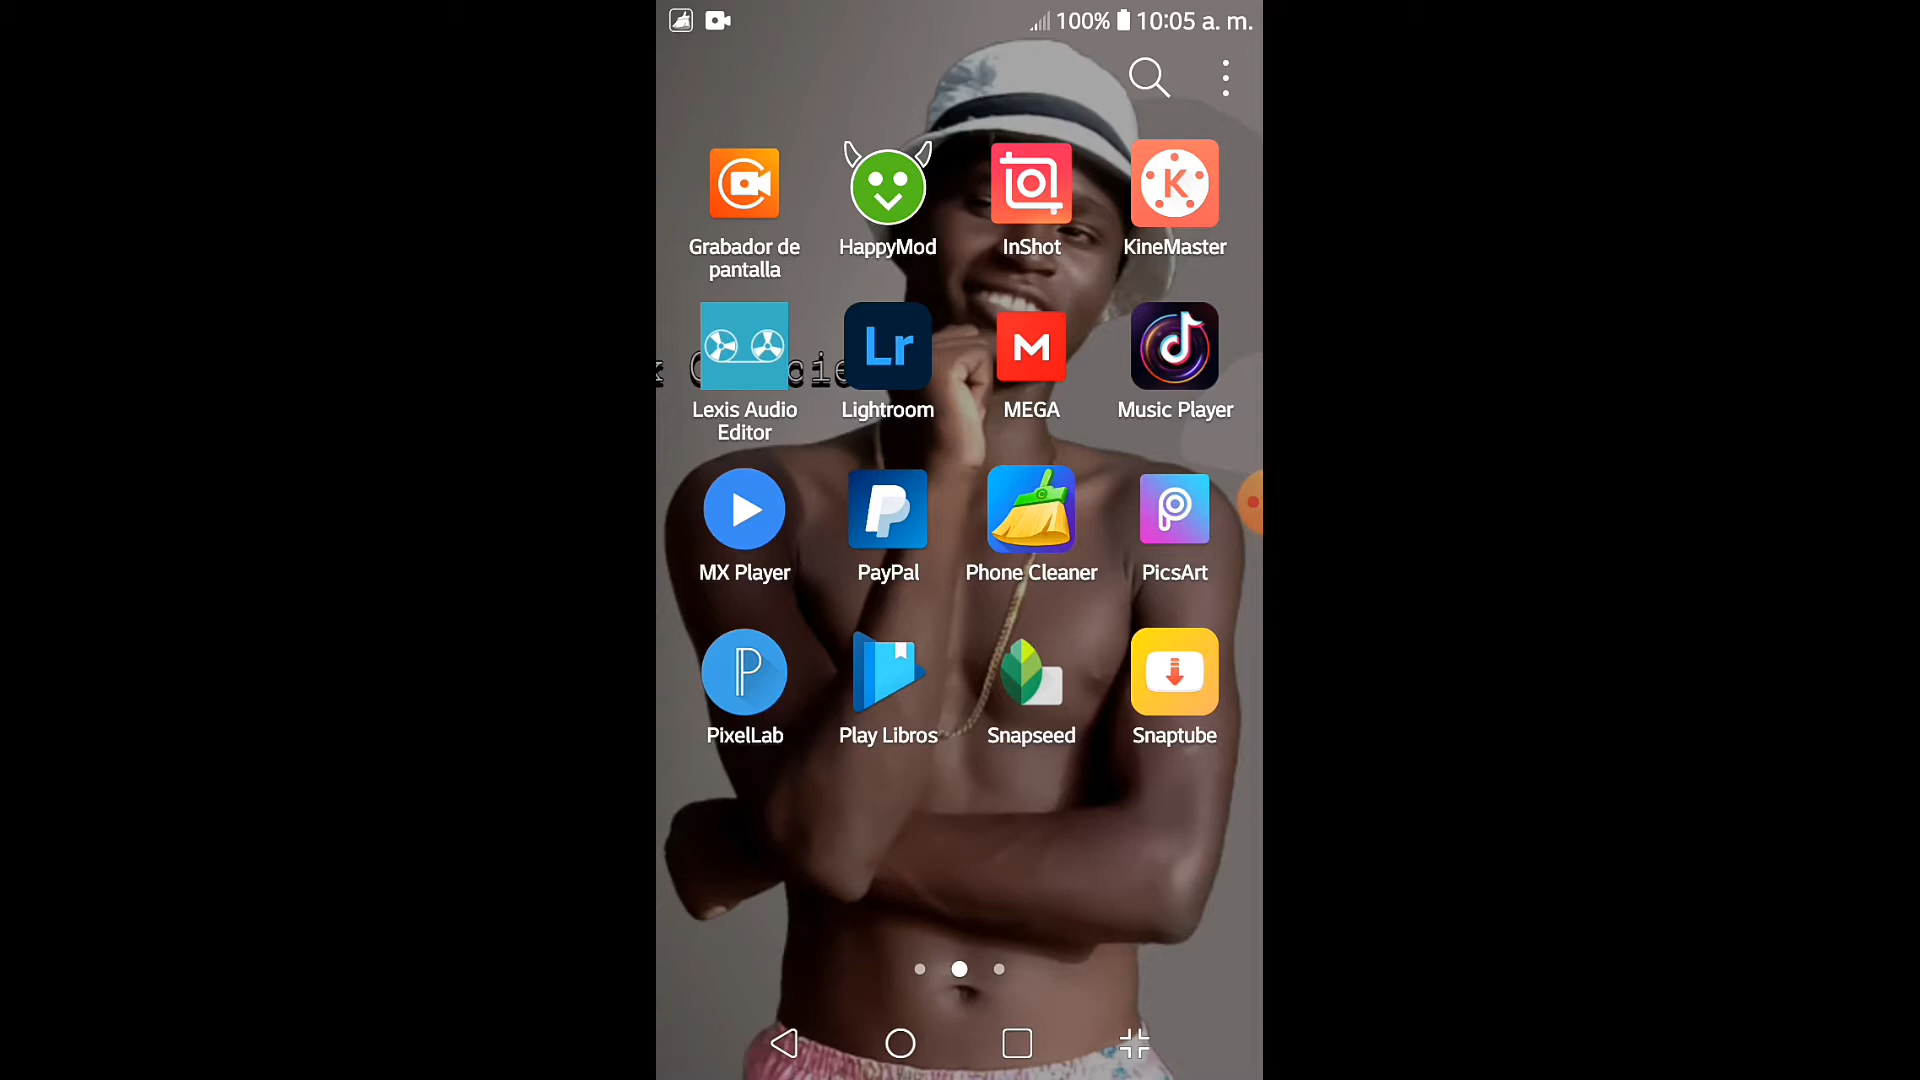 100% 10:05 a. m.
Grabador de
pantalla
HappyMod
InShot
KineMaster
K
Lr
M
Lexis Audio
Editor
Lightroom
MEGA
Music Player
MX Player
PayPal
Phone Cleaner
PicsArt
PixelLab
Play Libros
Snapseed
Snaptube